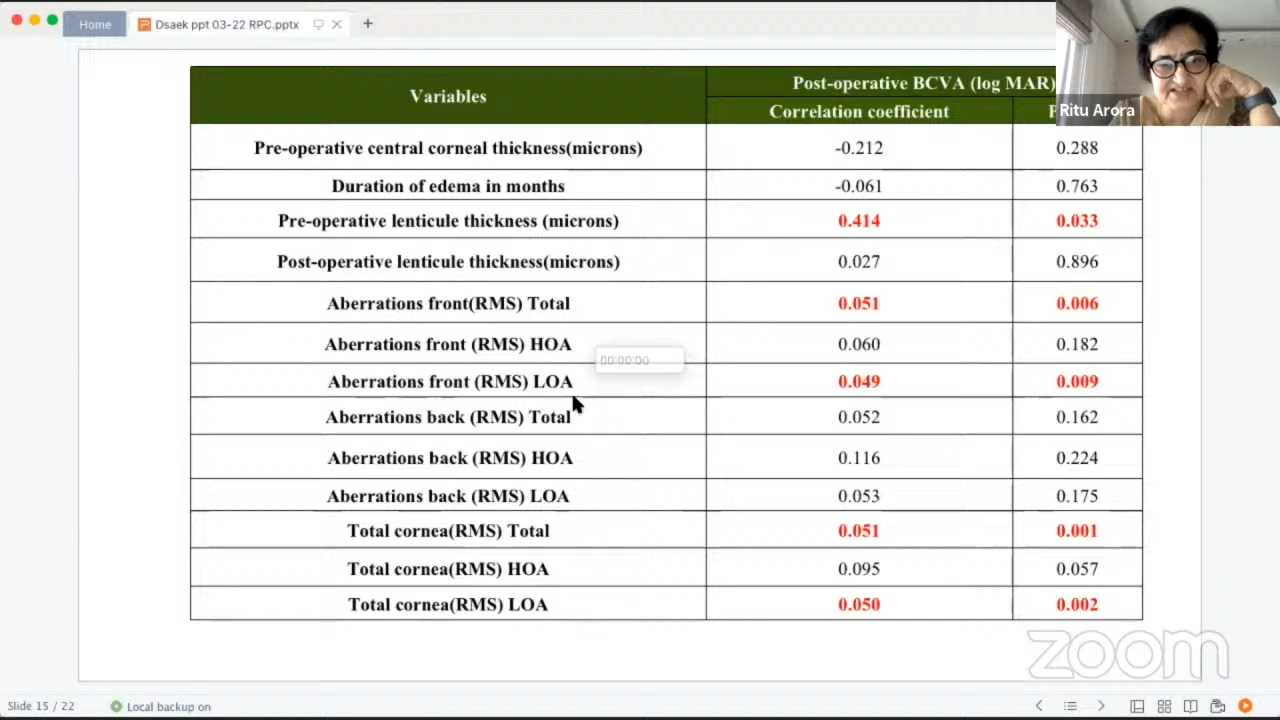 Home
Dsaek ppt 03-22 RPC.pptx
Variables
Post-operative BCVA (log MAR)
Correlation coefficient
Ritu Arora
Pre-operative central corneal thickness(microns) -0.212 0.288
Duration of edema in months -0.061 0.763
Pre-operative lenticule thickness (microns) 0.414 0.033
Post-operative lenticule thickness(microns) 0.027 0.896
Aberrations front(RMS) Total 0.051 0.006
Aberrations front (RMS) HOA 0.060 0.182
00:00:00
Aberrations front (RMS) LOA 0.049 0.009
Aberrations back (RMS) Total 0.052 0.162
Aberrations back (RMS) HOA 0.116 0.224
Aberrations back (RMS) LOA 0.053 0.175
Total cornea(RMS) Total 0.051 0.001
Total cornea(RMS) HOA 0.095 0.057
Total cornea(RMS) LOA 0.050 0.002
zoom
Slide 15 / 22
Local backup on